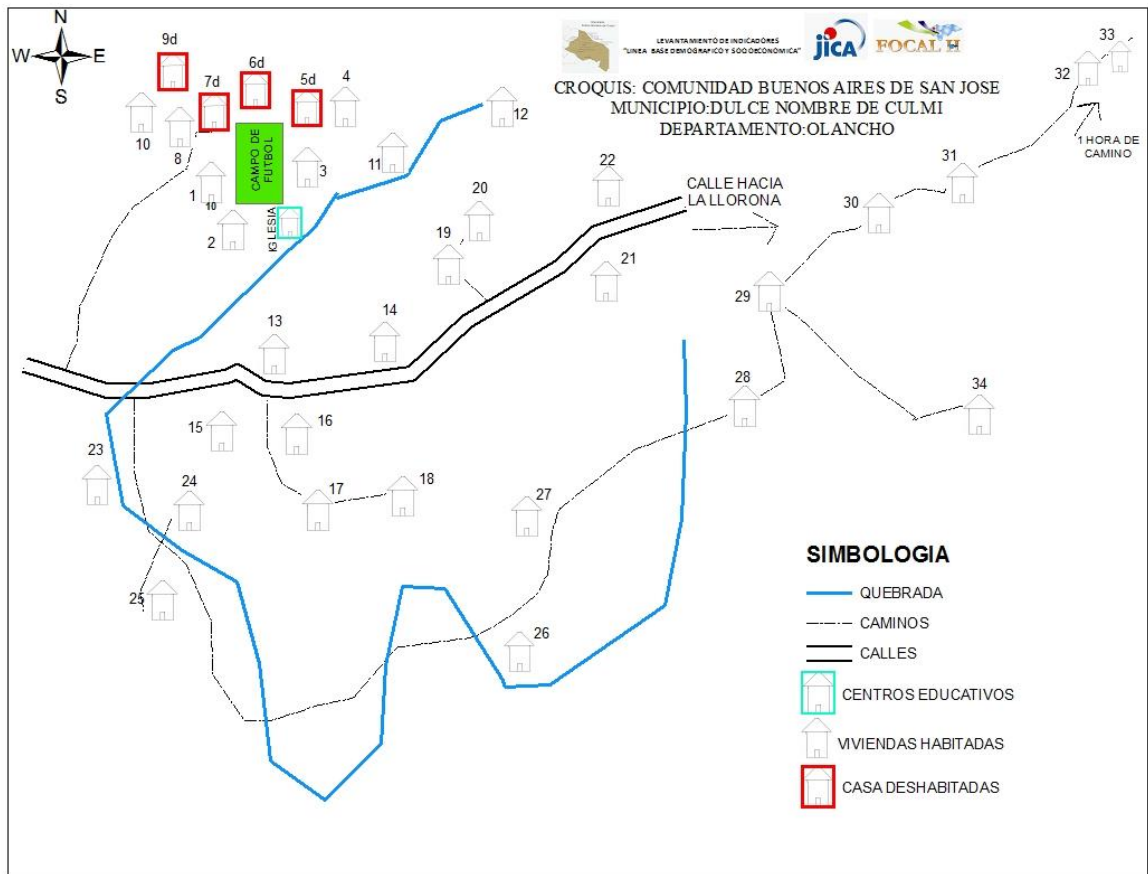 N
W E
S
LEVANTAMIENTO DE INDICADORES
"LINEA BASE DEMOGRAFICO Y SOCIOECONÓMICA"
JICA
FOCAL II
CROQUIS: COMUNIDAD BUENOS AIRES DE SAN JOSE
MUNICIPIO:DULCE NOMBRE DE CULMI
DEPARTAMENTO:OLANCHO
33
32
1 HORA DE
CAMINO
9d
7d
6d
5d
4
10
8
CAMPO DE
FUTBOL
3
11
12
1
10
2
IGLESIA
22
20
19
21
CALLE HACIA
LA LLORONA
31
30
29
13
14
28
34
15
16
23
24
17
18
27
25
26
SIMBOLOGIA
QUEBRADA
CAMINOS
CALLES
CENTROS EDUCATIVOS
VIVIENDAS HABITADAS
CASA DESHABITADAS